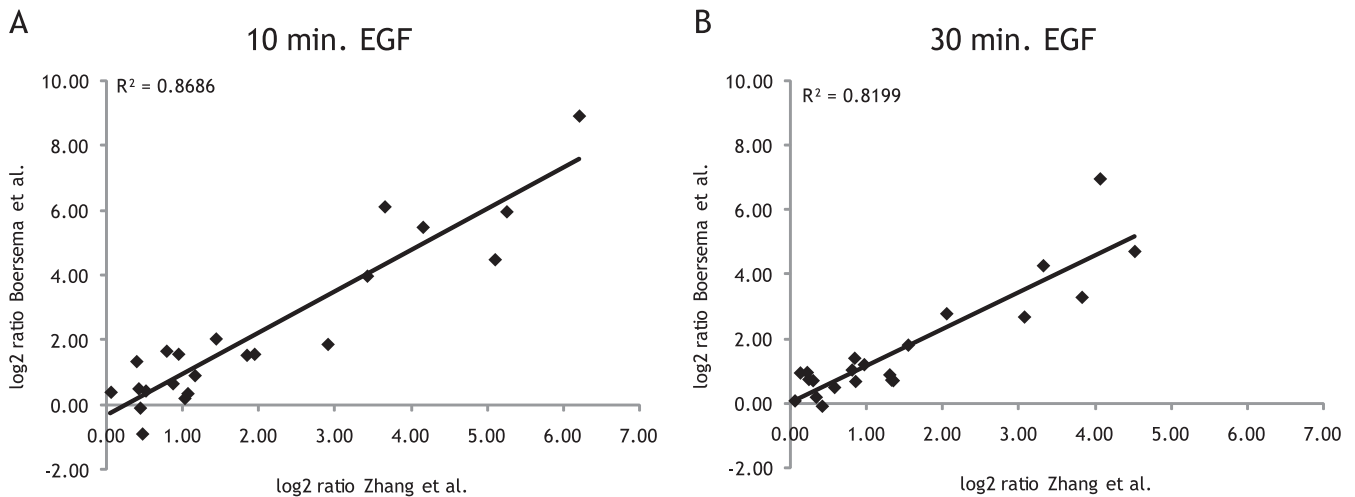 A
10 min. EGF
R² = 0.8686
10.00
8.00
6.00
4.00
2.00
0.00
-2.00
0.00 1.00 2.00 3.00 4.00 5.00 6.00 7.00
log2 ratio Boersema et al.
log2 ratio Zhang et al.
B
30 min. EGF
R² = 0.8199
10.00
8.00
6.00
4.00
2.00
0.00
-2.00
0.00 1.00 2.00 3.00 4.00 5.00 6.00 7.00
log2 ratio Boersema et al.
log2 ratio Zhang et al.